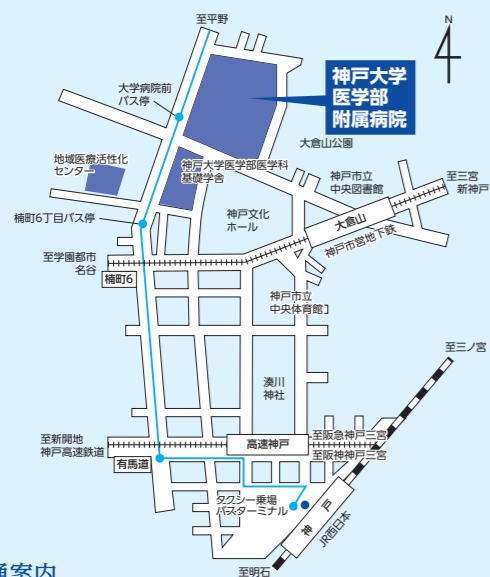 至平野
N
大学病院前
バス停
神戸大学
医学部
附属病院
大倉山公園
地域医療活性化
センター
神戸大学医学部医学科
基礎学舎
神戸市立
中央図書館
至三宮
新神戸
楠町6丁目バス停
神戸文化
ホール
大倉山
神戸市営地下鉄
至学園都市
名谷
楠町6
神戸市立
中央体育館］
至三ノ宮
湊川
神社
至新開地
神戸高速鉄道
高速神戸
至阪急神戸三宮
至阪神神戸三宮
有馬道
タクシー乗場
バスターミナル
神戸
JR西日本
至明石
通案内